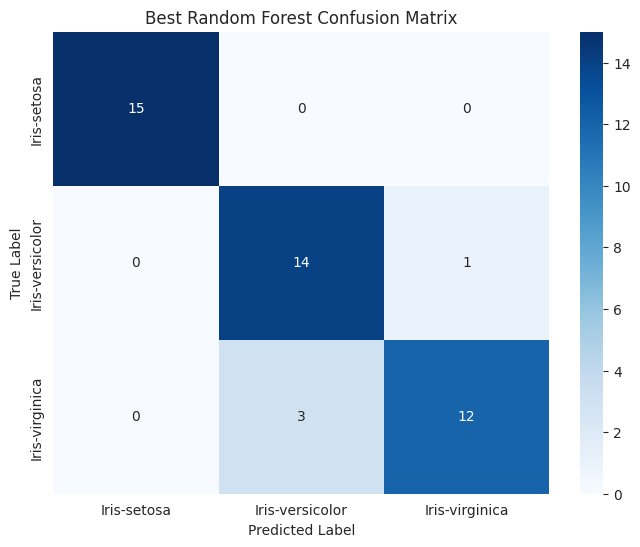 Best Random Forest Confusion Matrix
True Label
Iris-setosa
15
0
0
Iris-versicolor
0
14
1
Iris-virginica
0
3
12
Iris-setosa
Iris-versicolor
Iris-virginica
Predicted Label
14
12
10
8
6
4
2
0